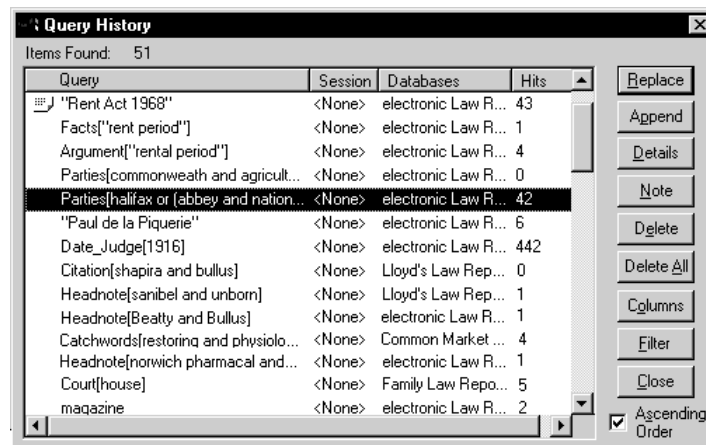 Query History
Items Found: 51
Query Session Databases Hits
"Rent Act 1968" <None> electronic Law R... 43
Facts["rent period"] <None> electronic Law R... 1
Argument["rental period"] <None> electronic Law R... 4
Parties[commonweath and agricult... <None> electronic Law R... 0
Parties[halifax or (abbey and nation... <None> electronic Law R... 42
"Paul de la Piquerie" <None> electronic Law R... 6
Date_Judge[1916] <None> electronic Law R... 442
Citation[shapira and bullus] <None> Lloyd's Law Rep... 0
Headnote[sanibel and unborn] <None> Lloyd's Law Rep... 1
Headnote[Beatty and Bullus] <None> electronic Law R... 1
Catchwords[restoring and physiolo... <None> Common Market ... 4
Headnote[norwich pharmacal and... <None> electronic Law R... 1
Court[house] <None> Family Law Repo... 5
magazine <None> electronic Law R... 2
Replace
Append
Details
Note
Delete
Delete All
Columns
Filter
Close
Ascending
Order